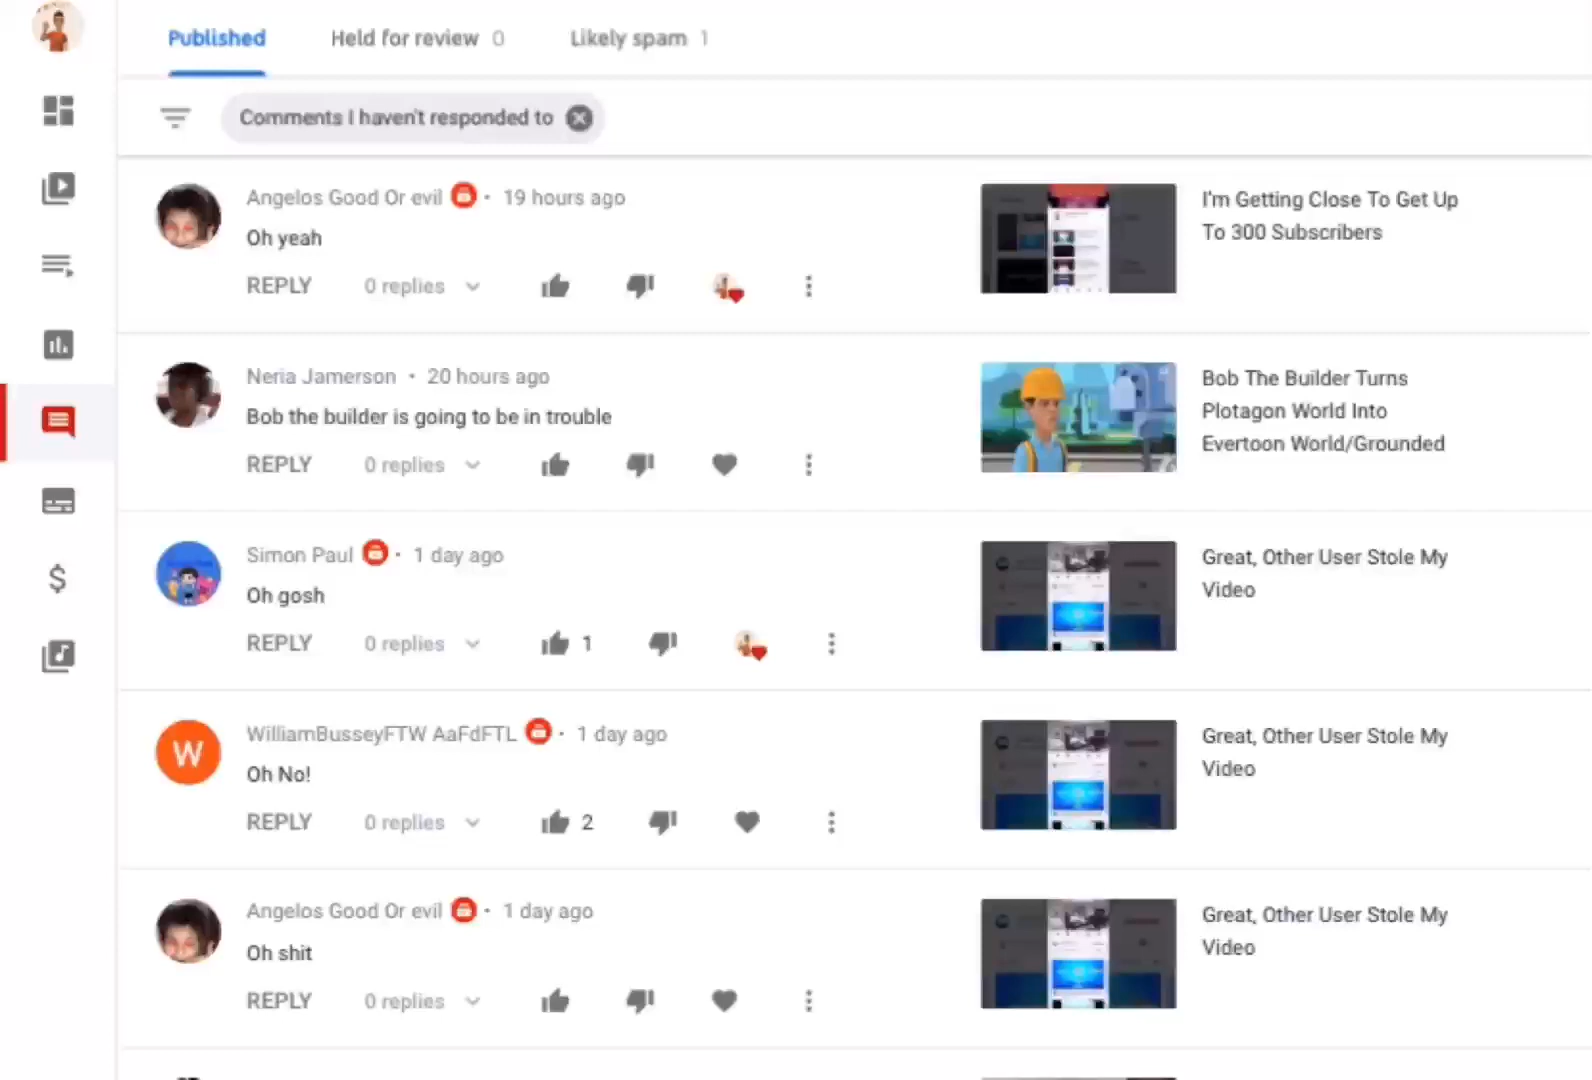 Published
Held for review 0
Likely spam 1
Comments I haven't responded to
Angelos Good Or evil • 19 hours ago
Oh yeah
REPLY 0 replies
I'm Getting Close To Get Up
To 300 Subscribers
Neria Jamerson • 20 hours ago
Bob the builder is going to be in trouble
REPLY 0 replies
Bob The Builder Turns
Plotagon World Into
Evertoon World/Grounded
Simon Paul • 1 day ago
Oh gosh
REPLY 0 replies 1
Great, Other User Stole My
Video
W
WilliamBusseyFTW AaFdFTL • 1 day ago
Oh No!
REPLY 0 replies 2
Great, Other User Stole My
Video
Angelos Good Or evil • 1 day ago
Oh shit
REPLY 0 replies
Great, Other User Stole My
Video